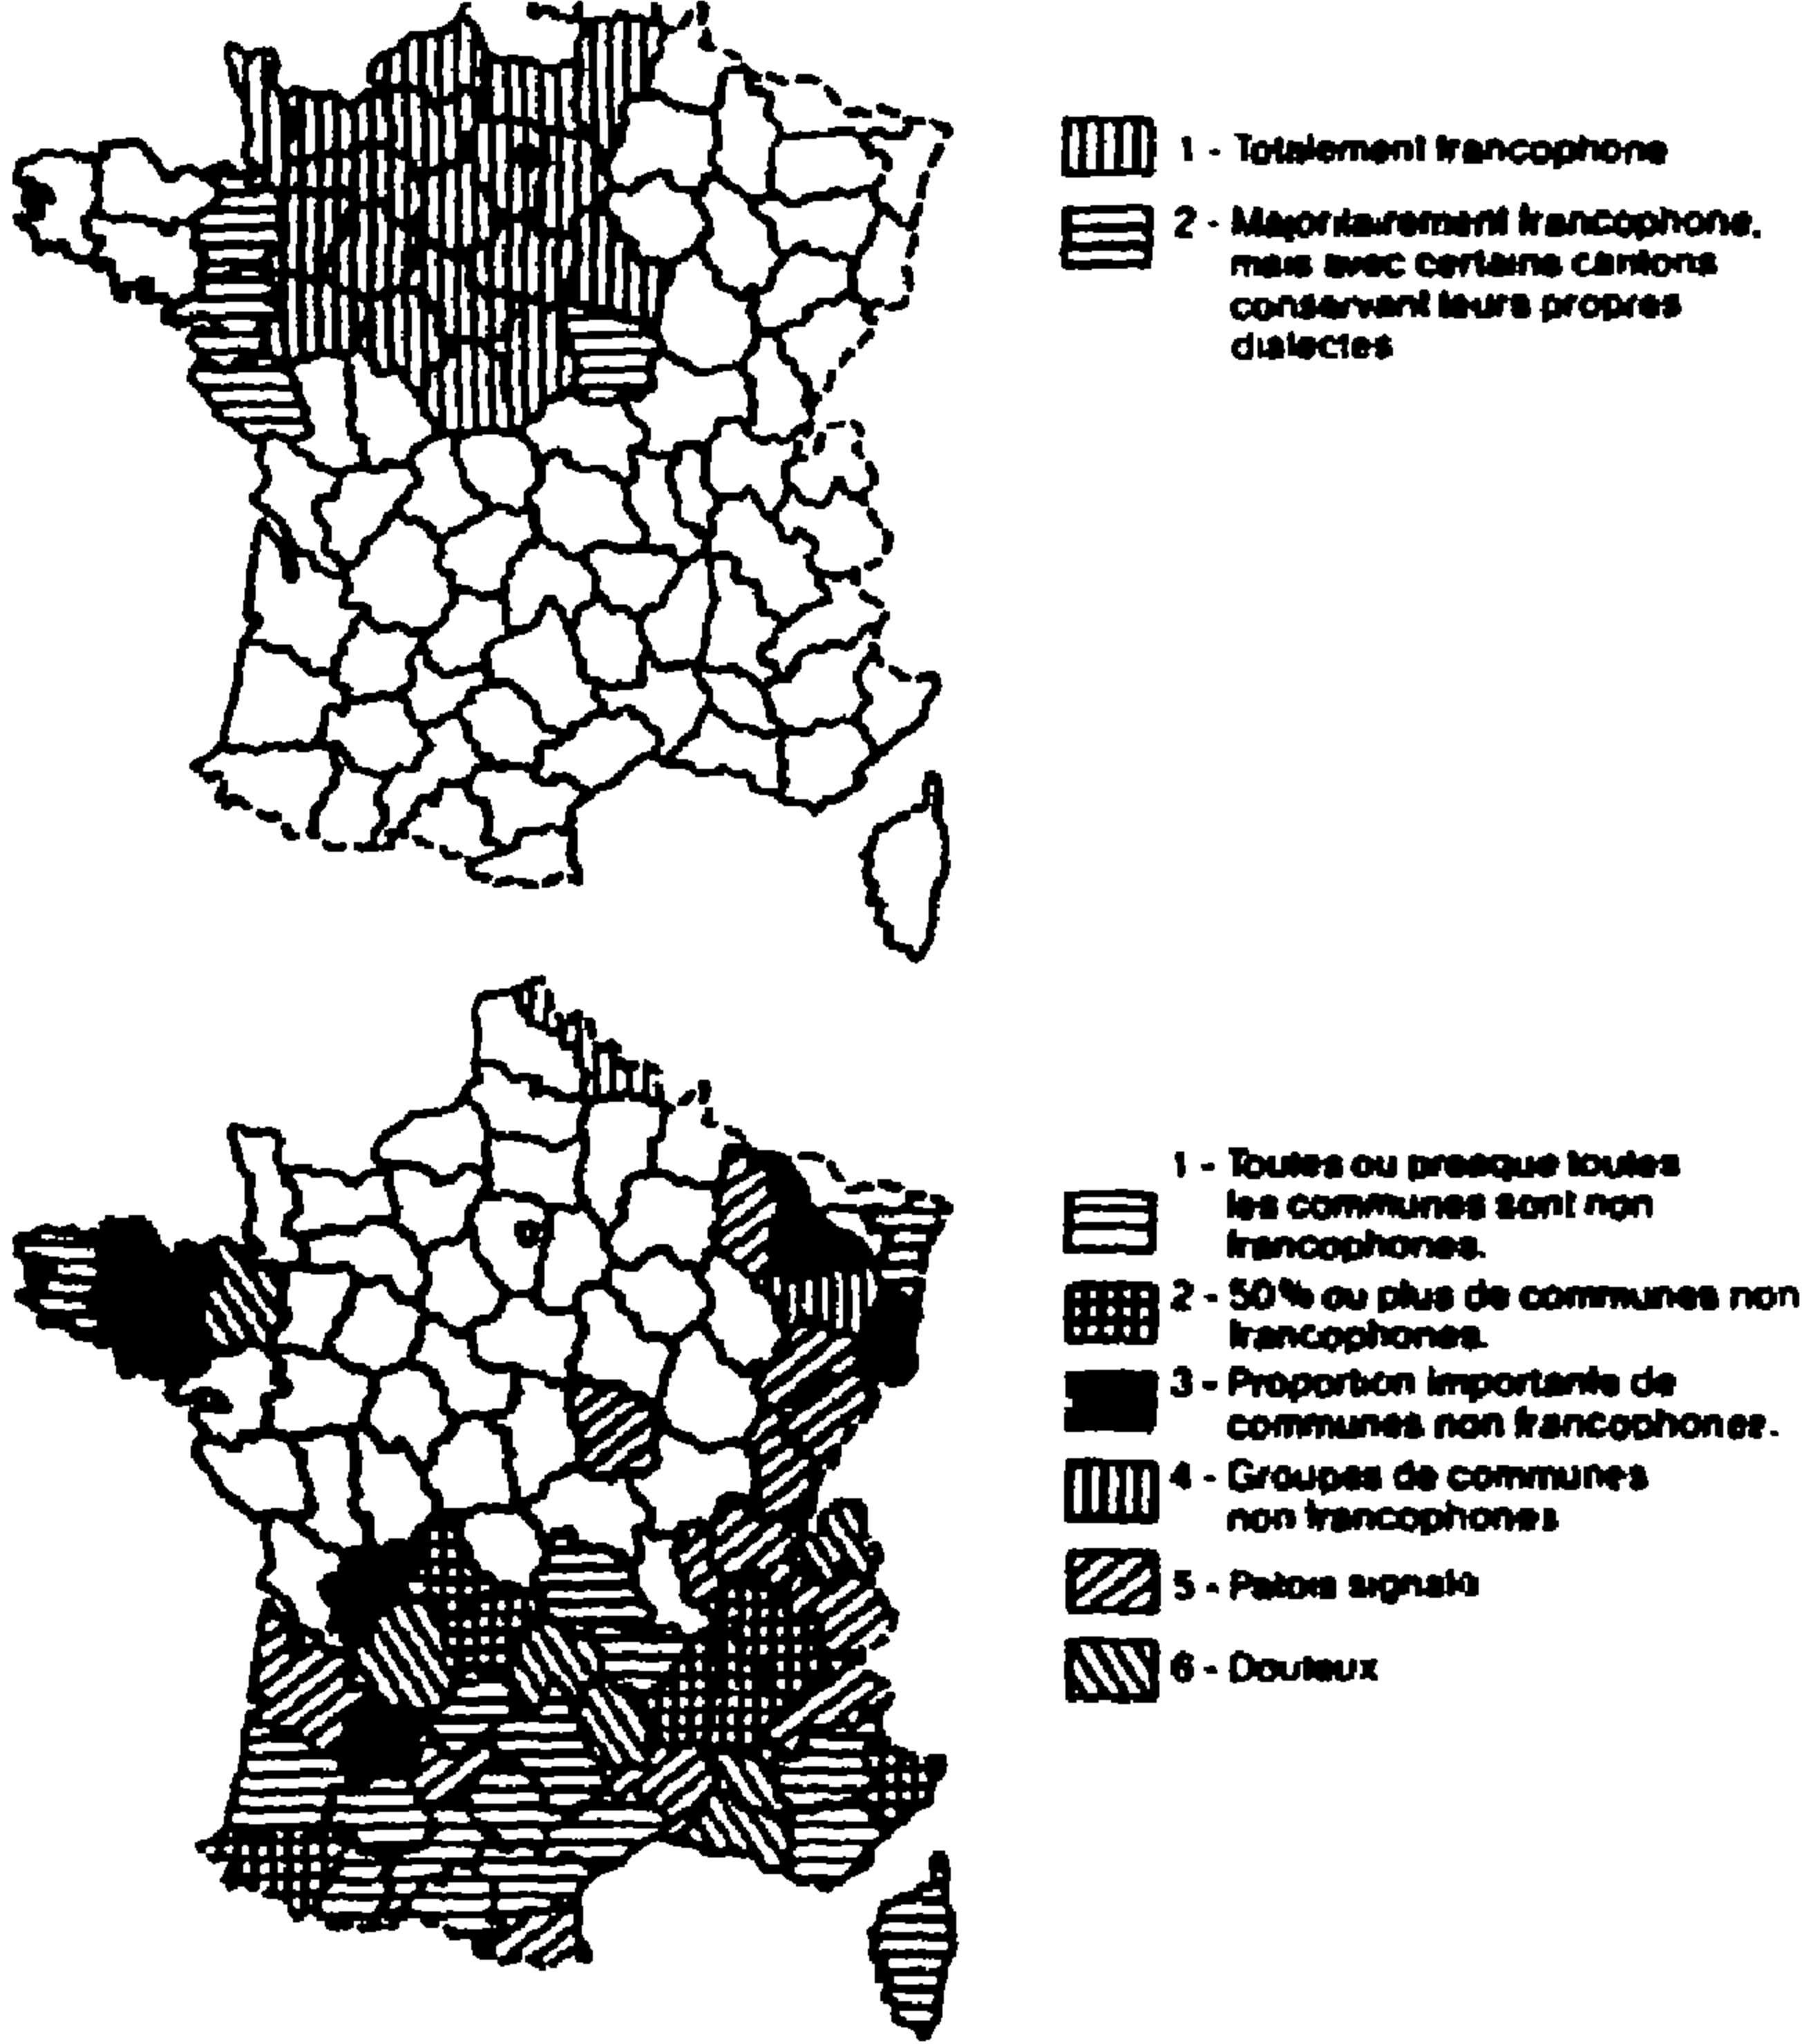 1 - Totalement francophone
2 - Majoritairement francophone,
mais avec certains cantons
conservant leurs propres
dialectes
1 - Toutes ou presque toutes
les communes sont non
francophones.
2 - 50 % ou plus de communes non
francophones.
3 - Proportion importante de
communes non francophones.
4 - Groupes de communes
non francophones
5 - Patois signalé
6 - Douteux